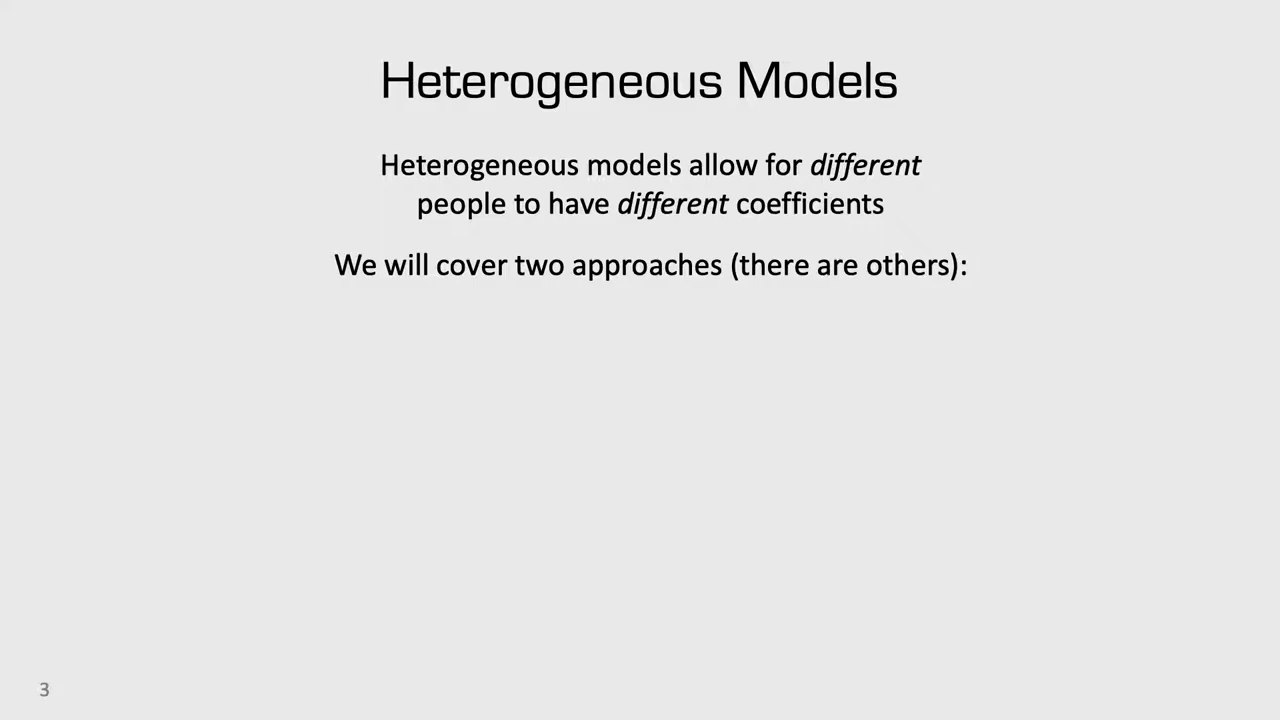 Heterogeneous Models
Heterogeneous models allow for different
people to have different coefficients
We will cover two approaches (there are others):
3